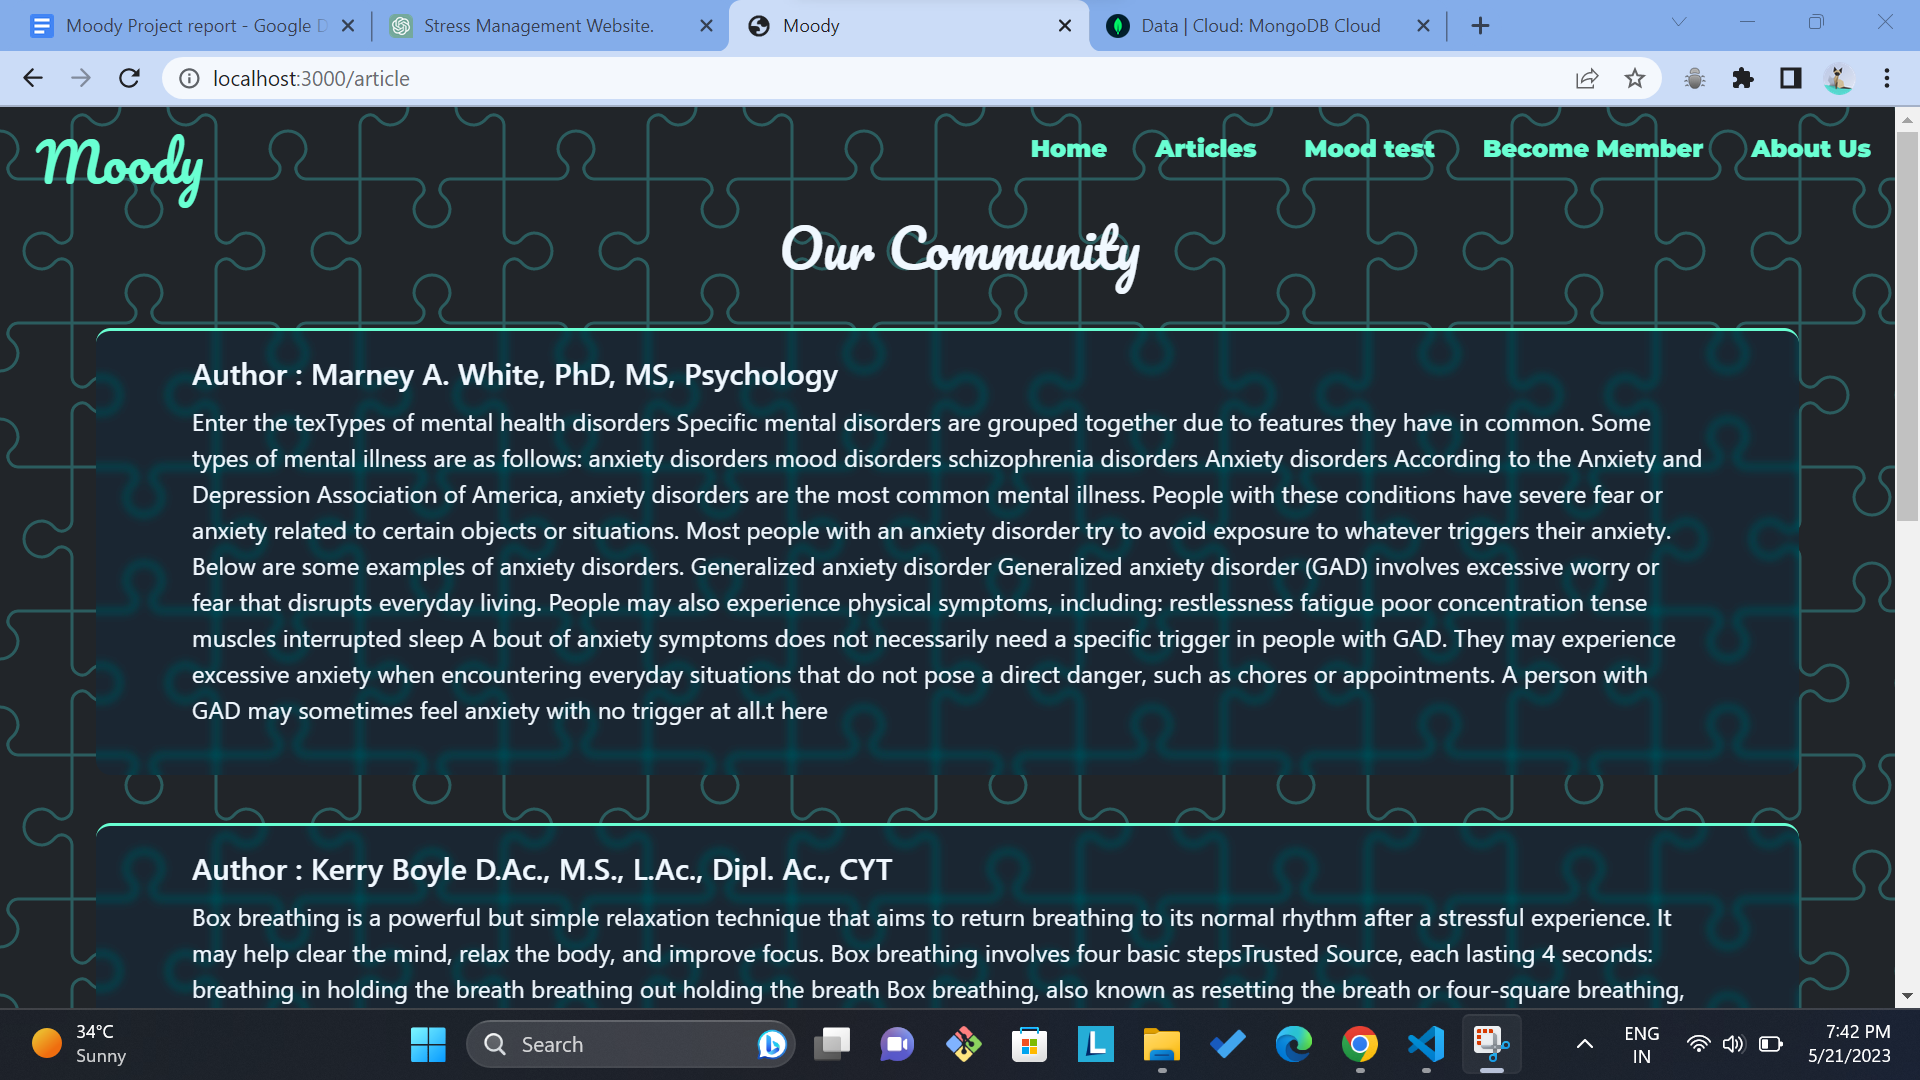 Moody Project report - Google D
Stress Management Website.
Moody
Data | Cloud: MongoDB Cloud
localhost:3000/article
Moody
Home
Articles
Mood test
Become Member
About Us
Our Community
Author : Marney A. White, PhD, MS, Psychology
Enter the texTypes of mental health disorders Specific mental disorders are grouped together due to features they have in common. Some
types of mental illness are as follows: anxiety disorders mood disorders schizophrenia disorders Anxiety disorders According to the Anxiety and
Depression Association of America, anxiety disorders are the most common mental illness. People with these conditions have severe fear or
anxiety related to certain objects or situations. Most people with an anxiety disorder try to avoid exposure to whatever triggers their anxiety.
Below are some examples of anxiety disorders. Generalized anxiety disorder Generalized anxiety disorder (GAD) involves excessive worry or
fear that disrupts everyday living. People may also experience physical symptoms, including: restlessness fatigue poor concentration tense
muscles interrupted sleep A bout of anxiety symptoms does not necessarily need a specific trigger in people with GAD. They may experience
excessive anxiety when encountering everyday situations that do not pose a direct danger, such as chores or appointments. A person with
GAD may sometimes feel anxiety with no trigger at all.t here
Author : Kerry Boyle D.Ac., M.S., L.Ac., Dipl. Ac., CYT
Box breathing is a powerful but simple relaxation technique that aims to return breathing to its normal rhythm after a stressful experience. It
may help clear the mind, relax the body, and improve focus. Box breathing involves four basic stepsTrusted Source, each lasting 4 seconds:
breathing in holding the breath breathing out holding the breath Box breathing, also known as resetting the breath or four-square breathing,
34°C
Sunny
Search
L
ENG
IN
7:42 PM
5/21/2023